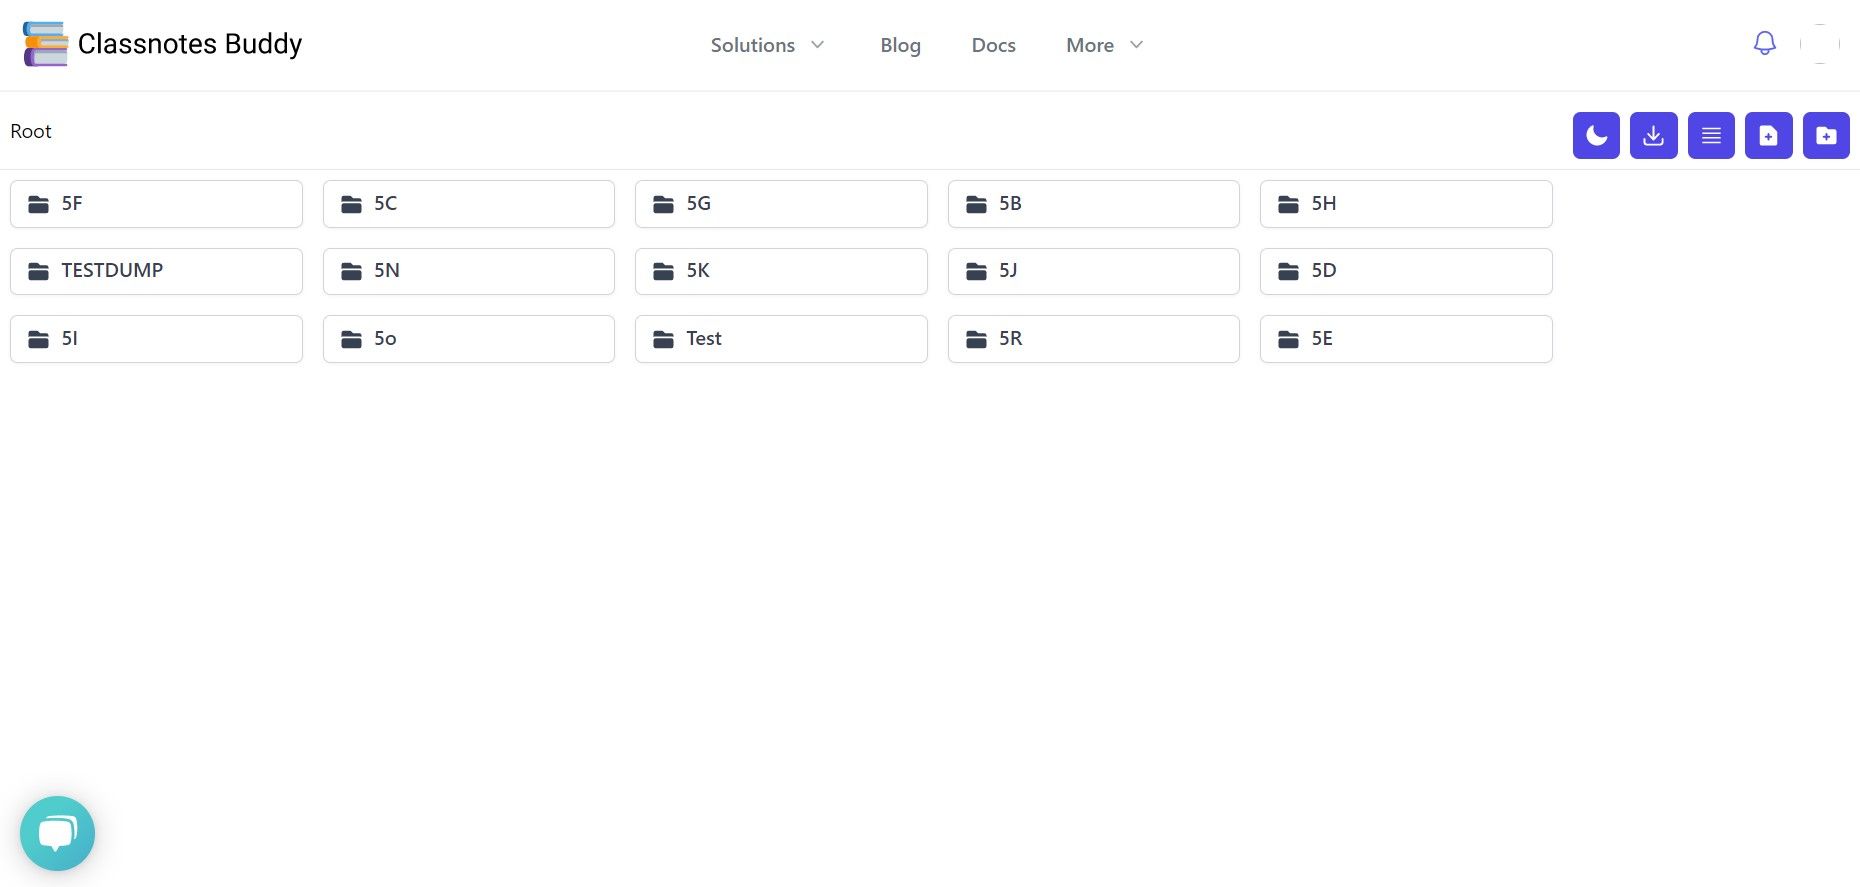 Classnotes Buddy
Solutions Blog Docs More
Root
5F 5C 5G 5B 5H
TESTDUMP 5N 5K 5J 5D
5I 5o Test 5R 5E